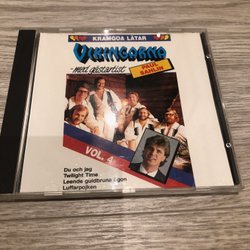 KRAMGOA LÅTAR
VIKINGARNA
-med gästartist
PAUL
SAHLIN
VOL. 4
Du och jag
Twilight Time
Leende guldbruna ögon
Luffarpojken